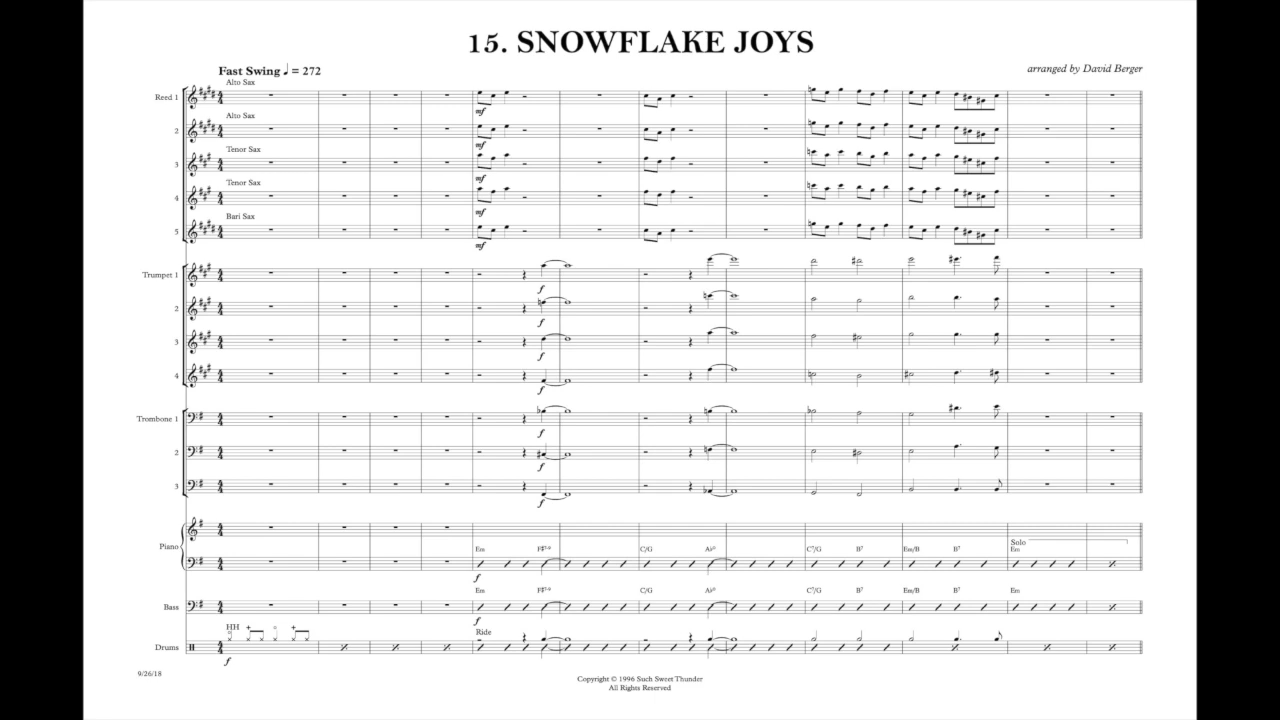 15. SNOWFLAKE JOYS
Fast Swing ♩ = 272
arranged by David Berger
Alto Sax
Reed 1
mf
Alto Sax
2
mf
Tenor Sax
3
mf
Tenor Sax
4
mf
Bari Sax
5
mf
Trumpet 1
f
2
f
3
f
4
f
Trombone 1
f
2
f
3
f
Solo
Piano
Em C/G C7/G B7 Em/B B7 Em
f
Em C/G C7/G B7 Em/B B7 Em
Bass
f
HH
Ride
Drums
f
9/26/18
Copyright © 1996 Such Sweet Thunder
All Rights Reserved